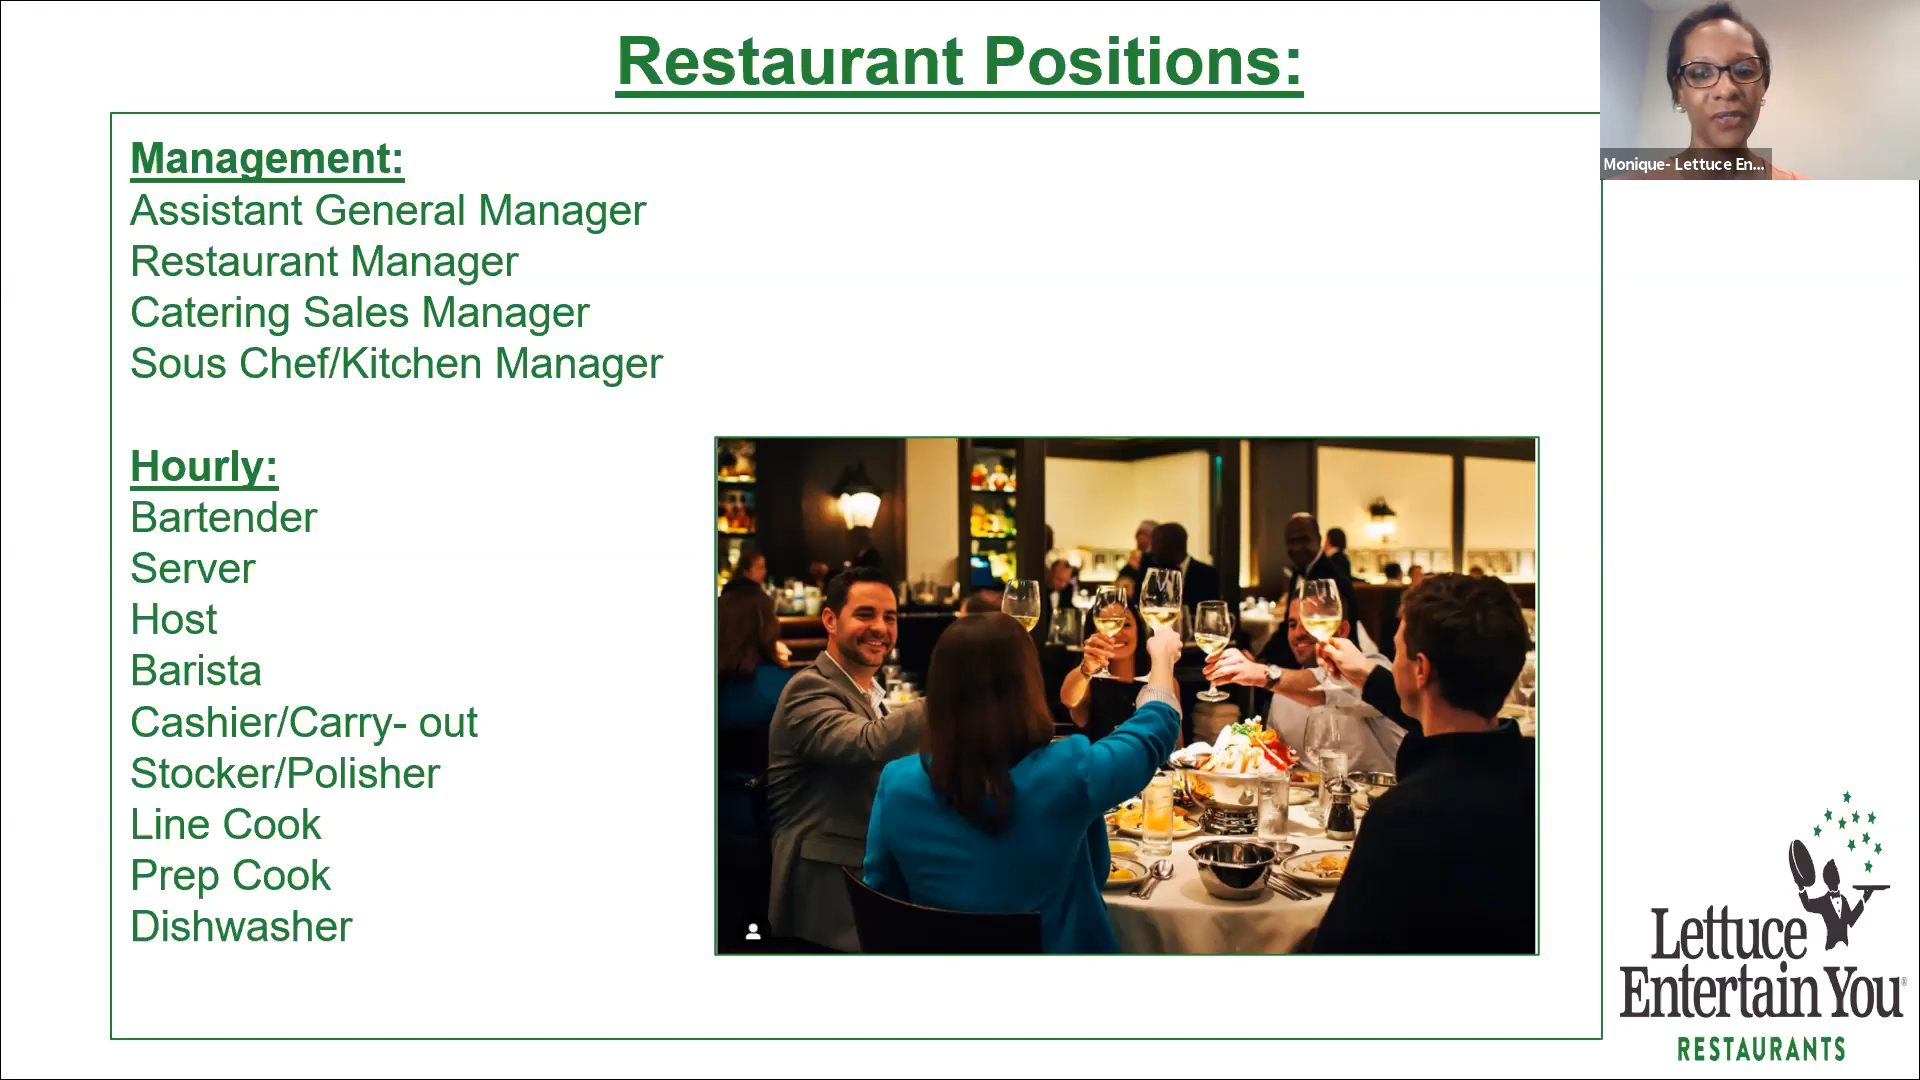 Restaurant Positions:
Monique- Lettuce En...
Management:
Assistant General Manager
Restaurant Manager
Catering Sales Manager
Sous Chef/Kitchen Manager
Hourly:
Bartender
Server
Host
Barista
Cashier/Carry- out
Stocker/Polisher
Line Cook
Prep Cook
Dishwasher
Lettuce
Entertain You®
RESTAURANTS